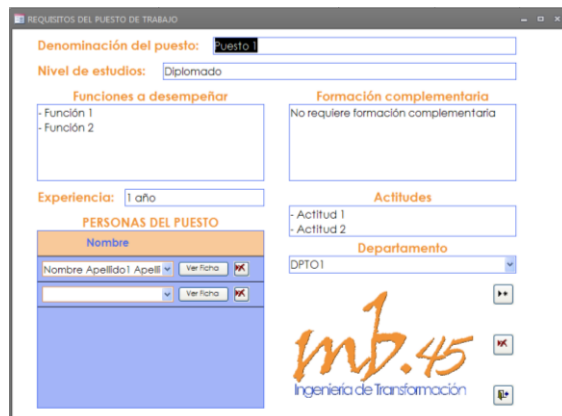 REQUISITOS DEL PUESTO DE TRABAJO
Denominación del puesto: Puesto 1
Nivel de estudios: Diplomado
Funciones a desempeñar
- Función 1
- Función 2
Formación complementaria
No requiere formación complementaria
Experiencia: 1 año
Actitudes
- Actitud 1
- Actitud 2
PERSONAS DEL PUESTO
Nombre
Nombre Apellido1 Apelli Ver Ficha
Ver Ficha
Departamento
DPTO1
mb.45
Ingeniería de Transformación